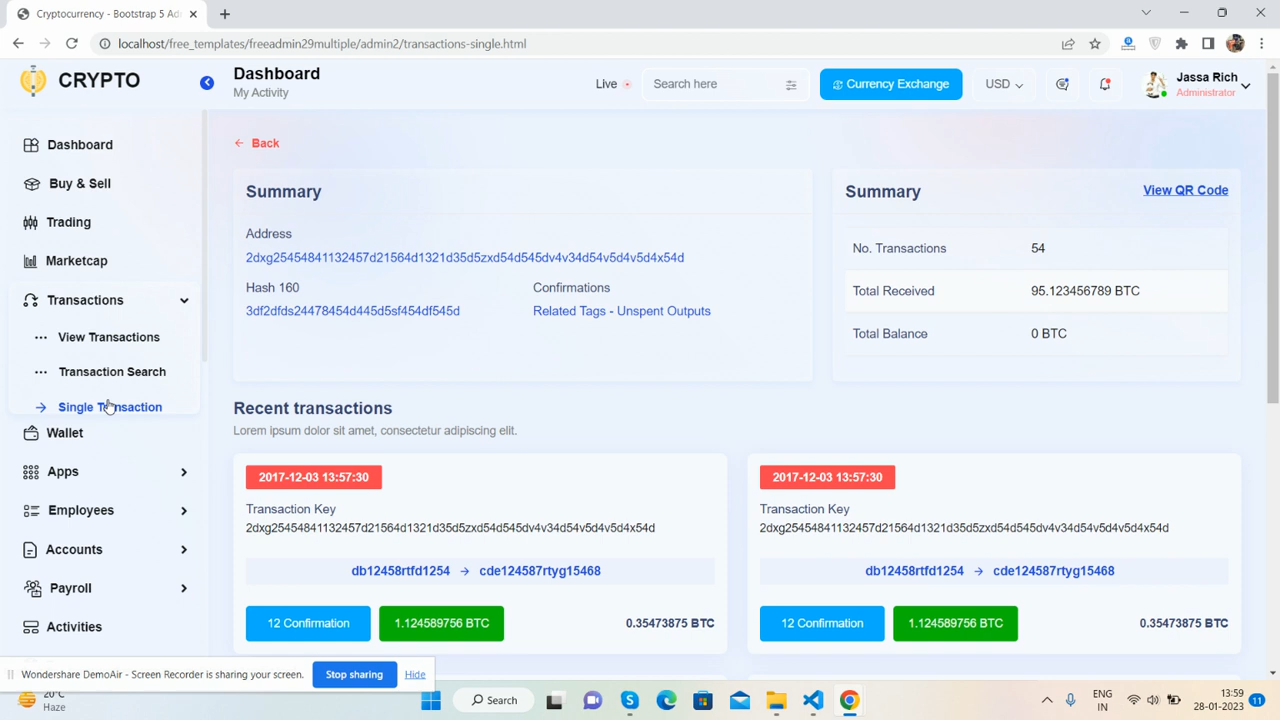 Cryptocurrency - Bootstrap 5 Ad
localhost/free_templates/freeadmin29multiple/admin2/transactions-single.html
CRYPTO
Dashboard
My Activity
Live
Search here
Currency Exchange
USD
Jassa Rich
Administrator
Dashboard
Buy & Sell
Trading
Marketcap
Transactions
View Transactions
Transaction Search
Single Transaction
Wallet
Apps
Employees
Accounts
Payroll
Activities
← Back
Summary
Address
2dxg25454841132457d21564d1321d35d5zxd54d545dv4v34d54v5d4v5d4x54d
Hash 160
Confirmations
3df2dfds24478454d445d5sf454df545d
Related Tags - Unspent Outputs
Summary
View QR Code
No. Transactions 54
Total Received 95.123456789 BTC
Total Balance 0 BTC
Recent transactions
Lorem ipsum dolor sit amet, consectetur adipiscing elit.
2017-12-03 13:57:30
Transaction Key
2dxg25454841132457d21564d1321d35d5zxd54d545dv4v34d54v5d4v5d4x54d
db12458rtfd1254 → cde124587rtyg15468
12 Confirmation 1.124589756 BTC 0.35473875 BTC
2017-12-03 13:57:30
Transaction Key
2dxg25454841132457d21564d1321d35d5zxd54d545dv4v34d54v5d4v5d4x54d
db12458rtfd1254 → cde124587rtyg15468
12 Confirmation 1.124589756 BTC 0.35473875 BTC
Wondershare DemoAir - Screen Recorder is sharing your screen.
Stop sharing
Hide
20°C
Haze
Search
ENG
IN
13:59
28-01-2023
11